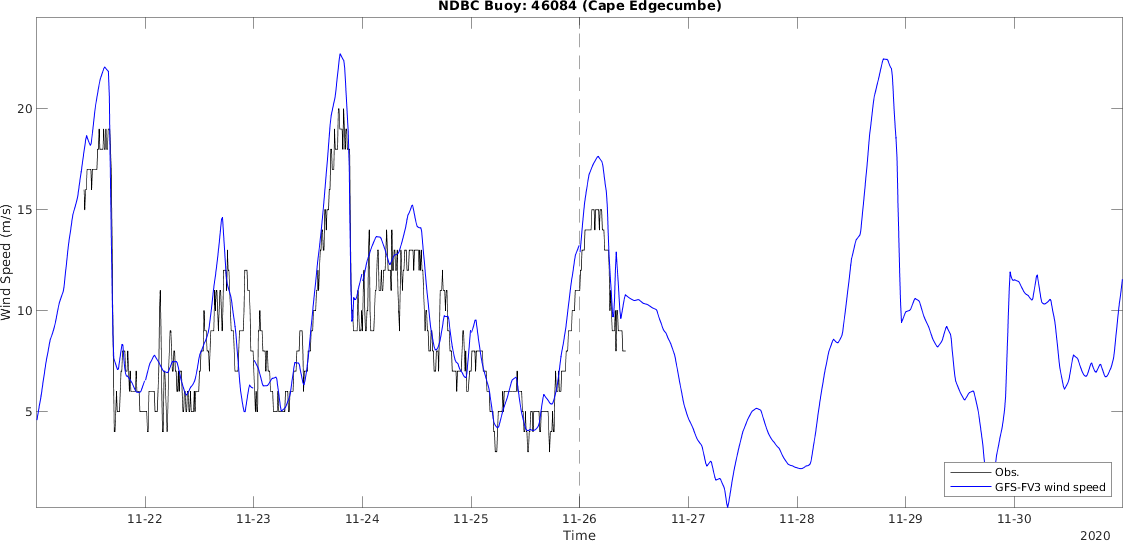 NDBC Buoy: 46084 (Cape Edgecumbe)
Wind Speed (m/s)
20
15
10
5
Obs.
GFS-FV3 wind speed
11-22
11-23
11-24
11-25
11-26
11-27
11-28
11-29
11-30
Time
2020